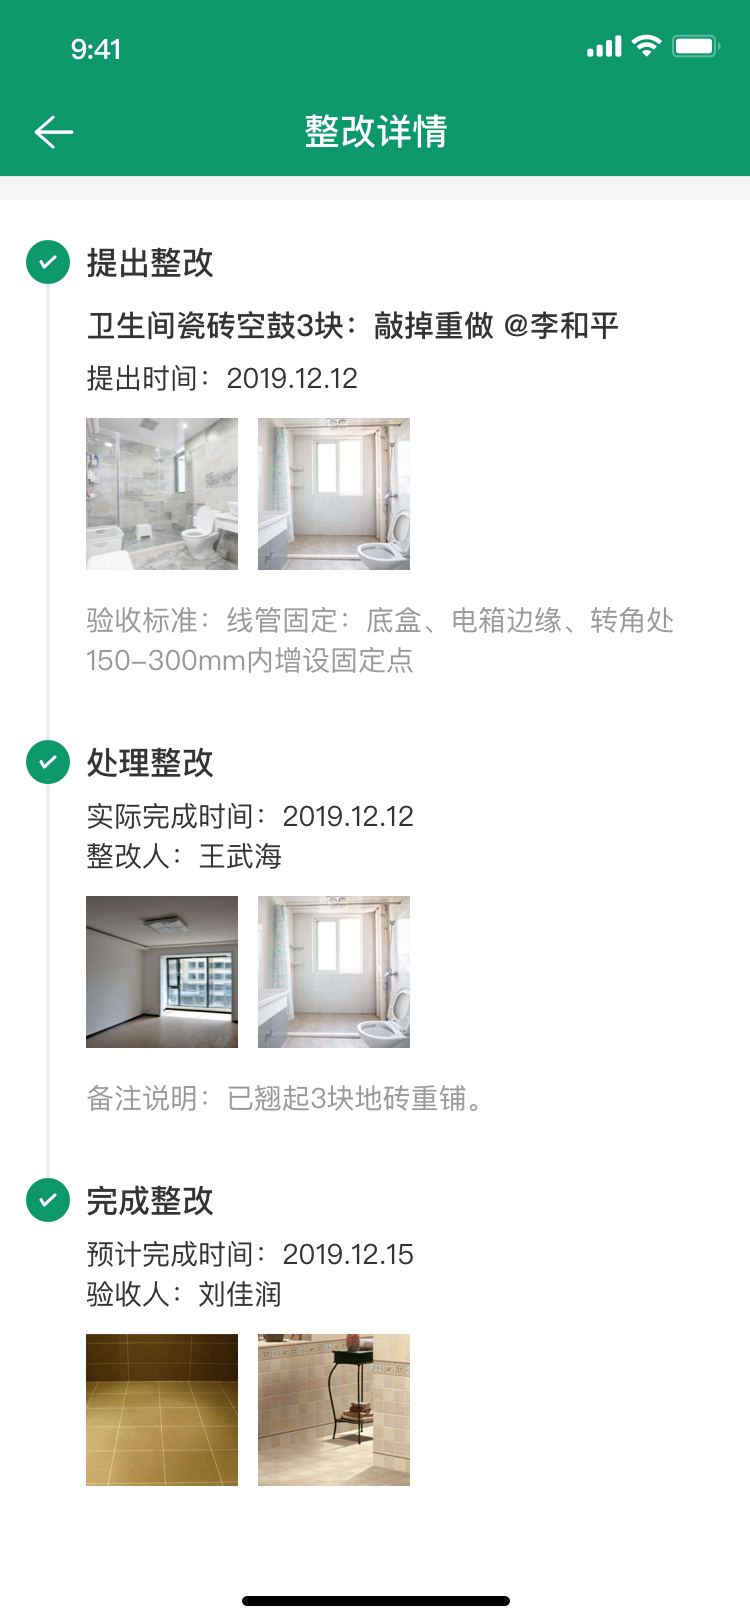 9:41
整改详情
提出整改
卫生间瓷砖空鼓3块：敲掉重做 @李和平
提出时间：2019.12.12
验收标准：线管固定：底盒、电箱边缘、转角处
150-300mm内增设固定点
处理整改
实际完成时间：2019.12.12
整改人：王武海
备注说明：已翘起3块地砖重铺。
完成整改
预计完成时间：2019.12.15
验收人：刘佳润